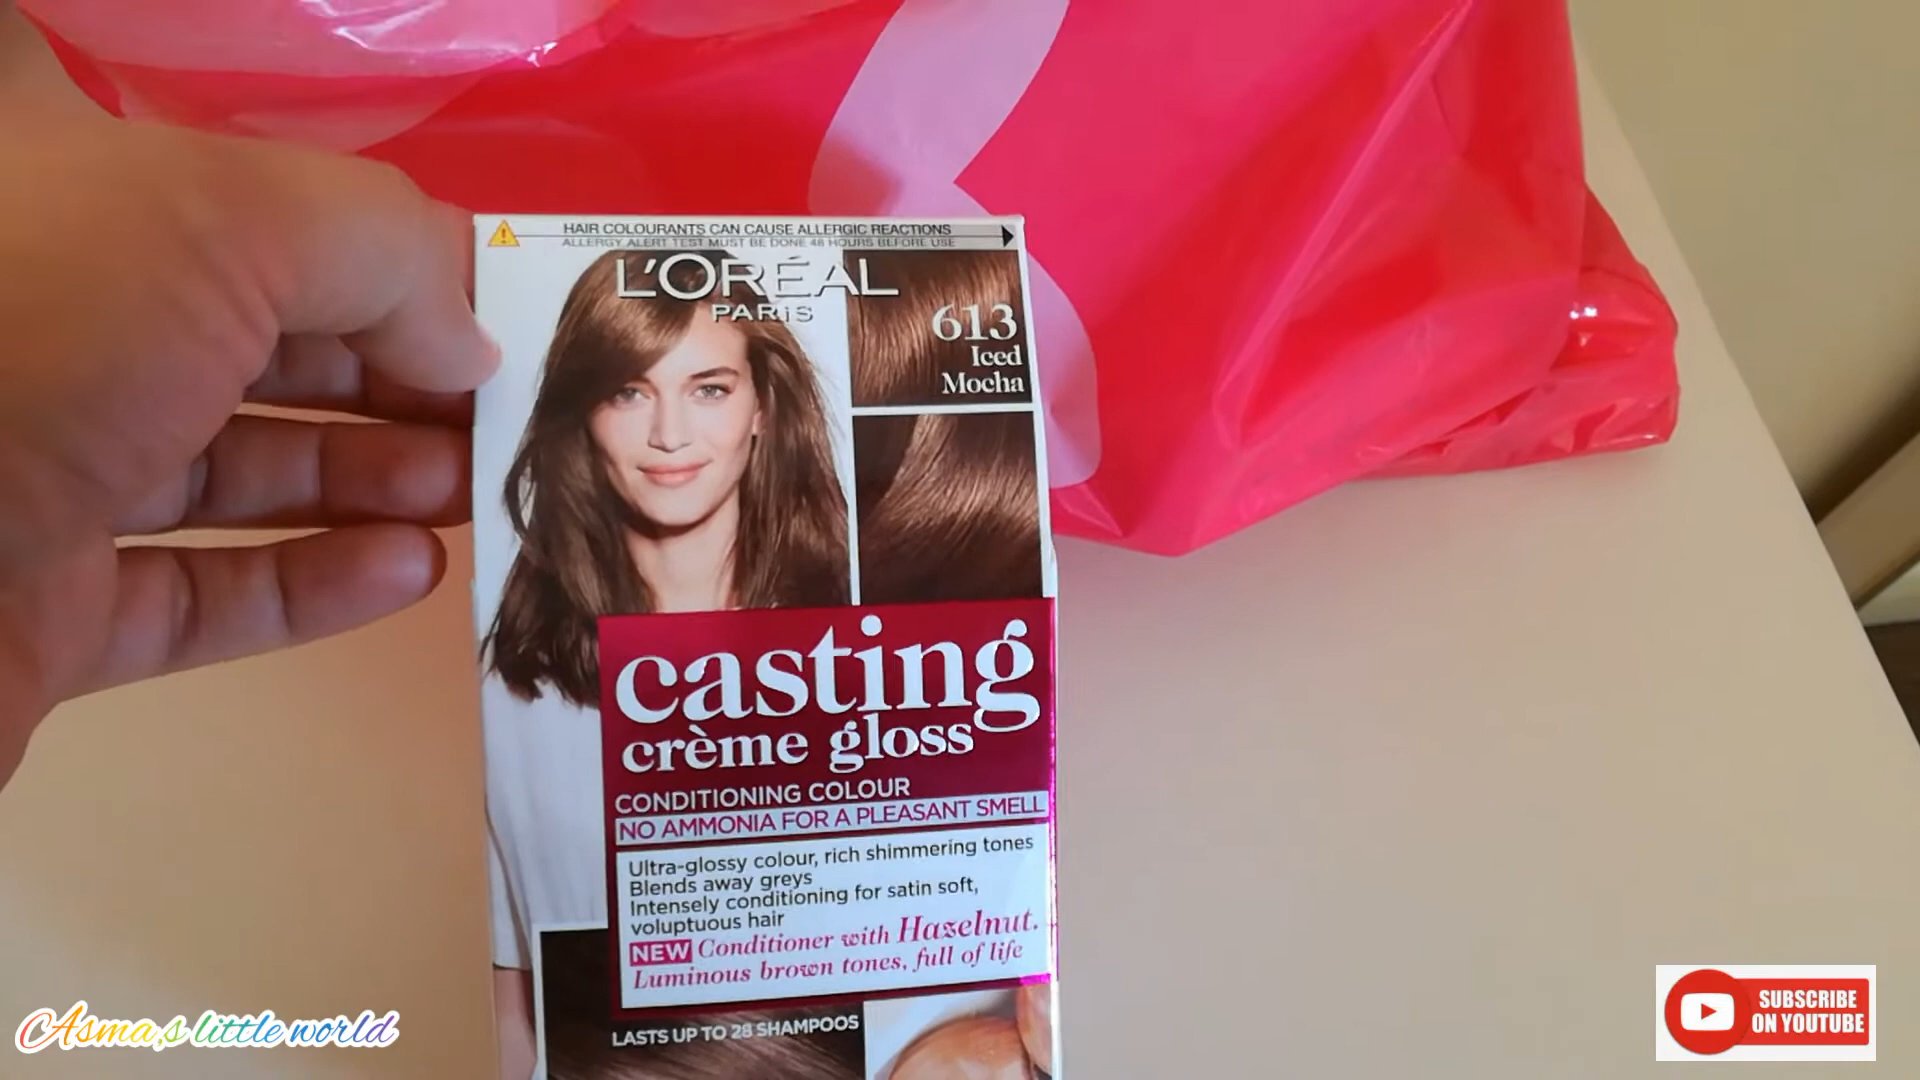 HAIR COLOURANTS CAN CAUSE ALLERGIC REACTIONS
ALLERGY ALERT TEST MUST BE DONE 48 HOURS BEFORE USE
L'ORÉAL
PARIS
613
Iced
Mocha
casting
crème gloss
CONDITIONING COLOUR
NO AMMONIA FOR A PLEASANT SMELL
Ultra-glossy colour, rich shimmering tones
Blends away greys
Intensely conditioning for satin soft,
voluptuous hair
NEW Conditioner with Hazelnut.
Luminous brown tones, full of life
LASTS UP TO 28 SHAMPOOS
Asma,s little world
SUBSCRIBE
ON YOUTUBE